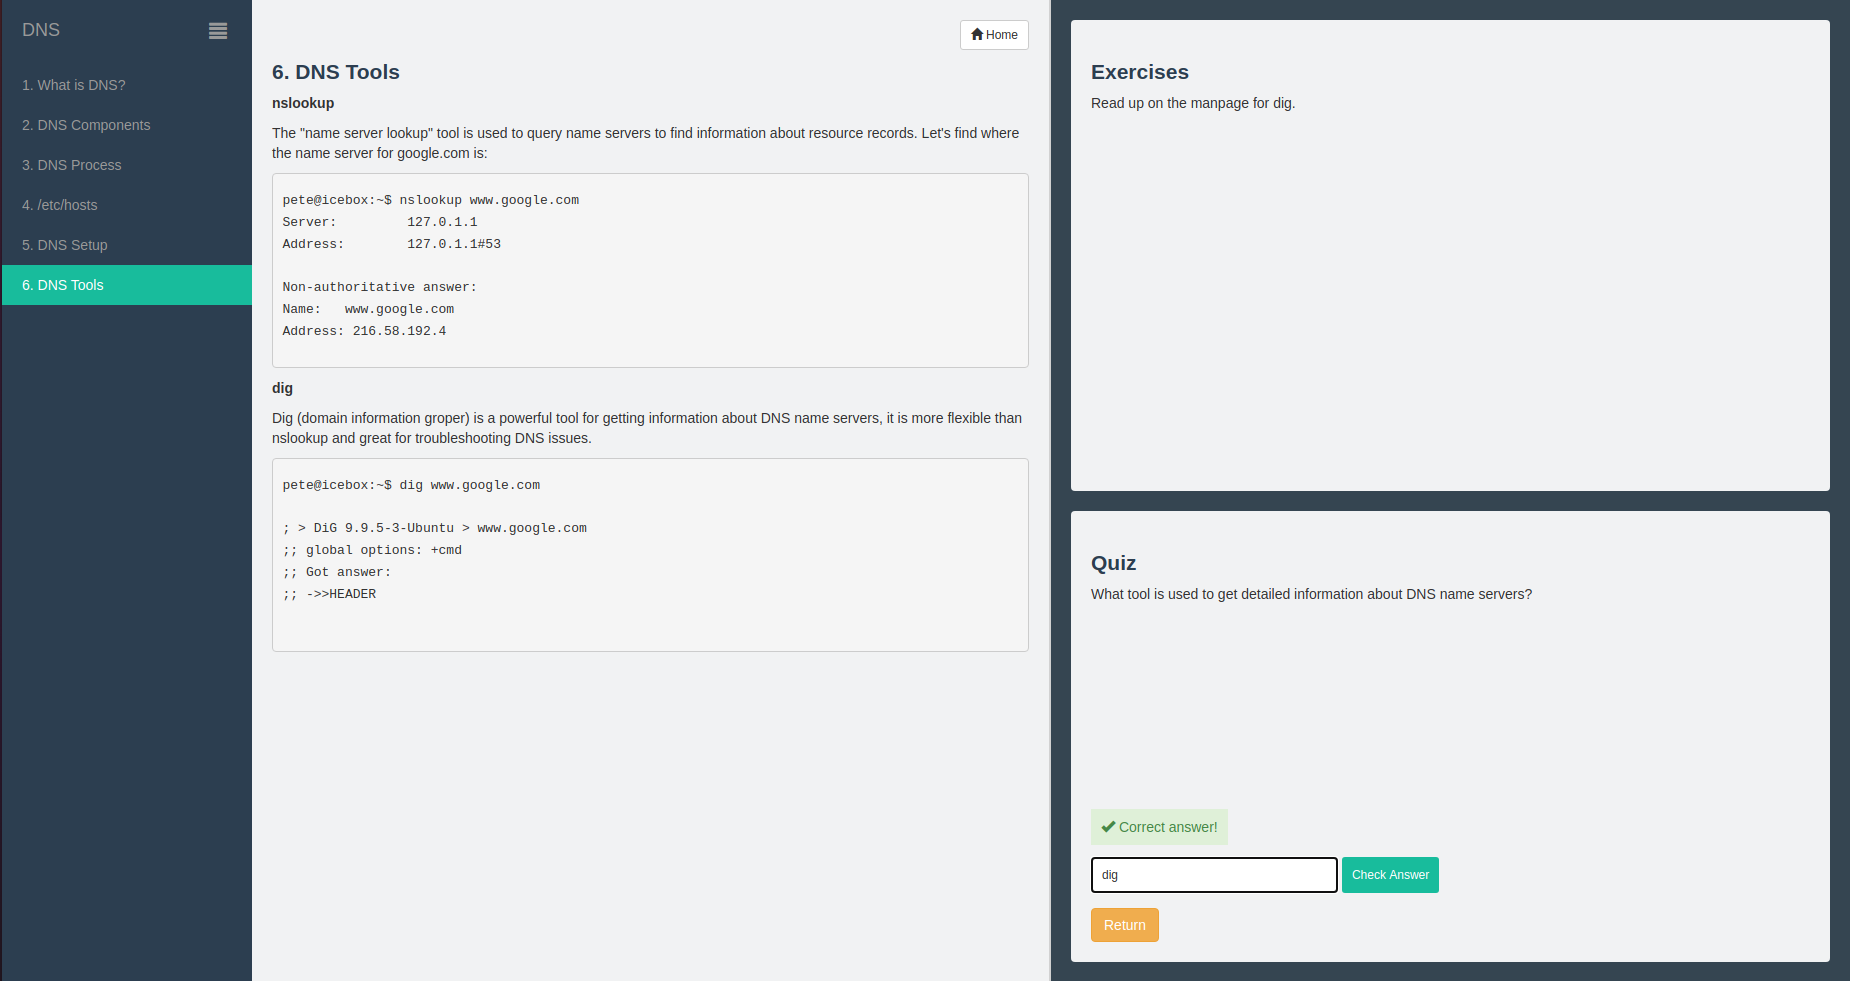 DNS
1. What is DNS?
2. DNS Components
3. DNS Process
4. /etc/hosts
5. DNS Setup
6. DNS Tools
Home
6. DNS Tools
nslookup
The "name server lookup" tool is used to query name servers to find information about resource records. Let's find where
the name server for google.com is:
pete@icebox:~$ nslookup www.google.com
Server:         127.0.1.1
Address:        127.0.1.1#53
Non-authoritative answer:
Name:   www.google.com
Address: 216.58.192.4
dig
Dig (domain information groper) is a powerful tool for getting information about DNS name servers, it is more flexible than
nslookup and great for troubleshooting DNS issues.
pete@icebox:~$ dig www.google.com
; > DiG 9.9.5-3-Ubuntu > www.google.com
;; global options: +cmd
;; Got answer:
;; ->>HEADER
Exercises
Read up on the manpage for dig.
Quiz
What tool is used to get detailed information about DNS name servers?
Correct answer!
dig
Check Answer
Return